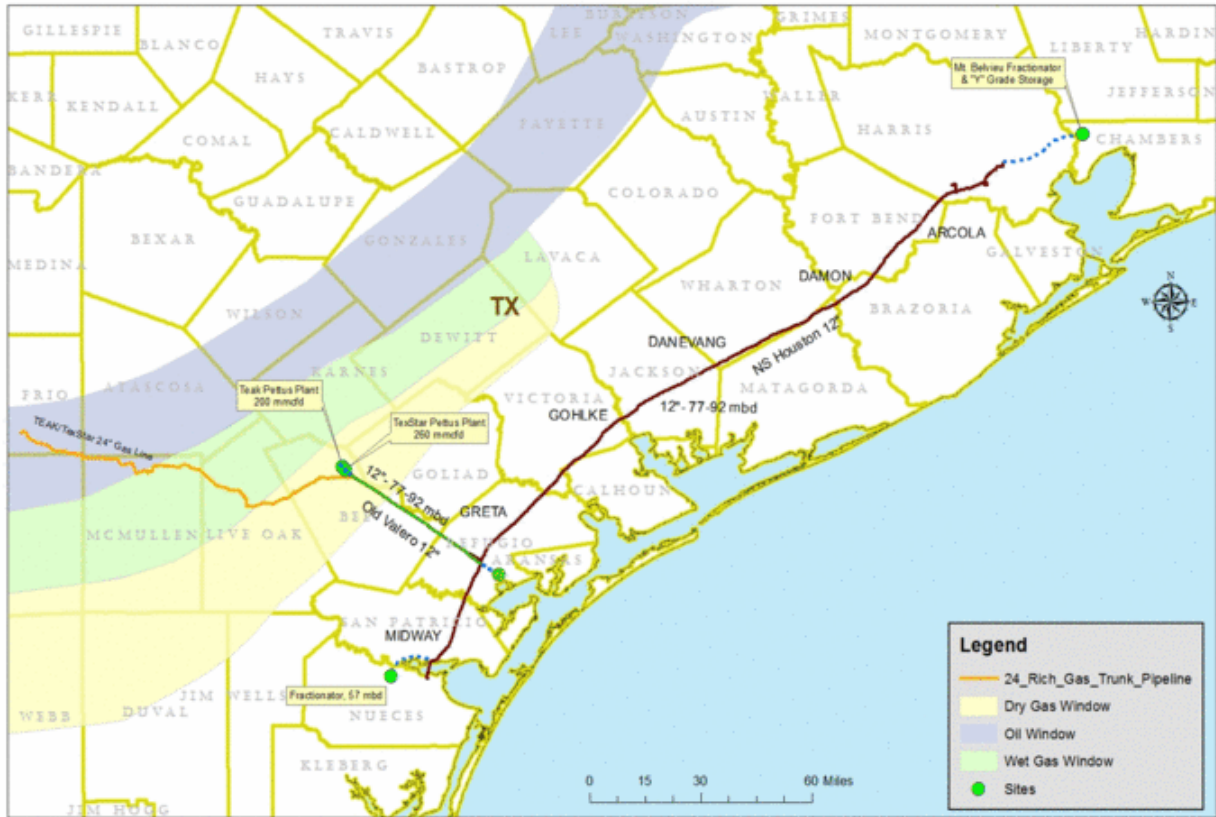 BURLESON
GRIMES
GILLESPIE
TRAVIS
LEE
WASHINGTON
MONTGOMERY
LIBERTY
HARDIN
BLANCO
HAYS
BASTROP
Mt. Belvieu Fractionator
& "Y" Grade Storage
KERR
KENDALL
CALDWELL
FAYETTE
AUSTIN
WALLER
HARRIS
JEFFERSON
COMAL
CHAMBERS
BANDERA
GUADALUPE
COLORADO
FORT BEND
BEXAR
GONZALES
LAVACA
ARCOLA
GALVESTON
MEDINA
WHARTON
DAMON
BRAZORIA
N
W
E
S
WILSON
TX
DEWITT
DANEVANG
NS Houston 12"
FRIO
ATASCOSA
KARNES
JACKSON
MATAGORDA
Teak Pettus Plant
200 mmcfd
VICTORIA
GOHLKE
12"- 77-92 mbd
TexStar Pettus Plant
260 mmcfd
TEAK/TexStar 24" Gas Line
GOLIAD
12"- 77-92 mbd
CALHOUN
MCMULLEN
LIVE OAK
BEE
Old Valero 12"
GRETA
REFUGIO
ARANSAS
SAN PATRICIO
MIDWAY
Fractionator, 57 mbd
WEBB
DUVAL
JIM WELLS
NUECES
KLEBERG
JIM HOGG
0 15 30 60 Miles
Legend
24_Rich_Gas_Trunk_Pipeline
Dry Gas Window
Oil Window
Wet Gas Window
Sites